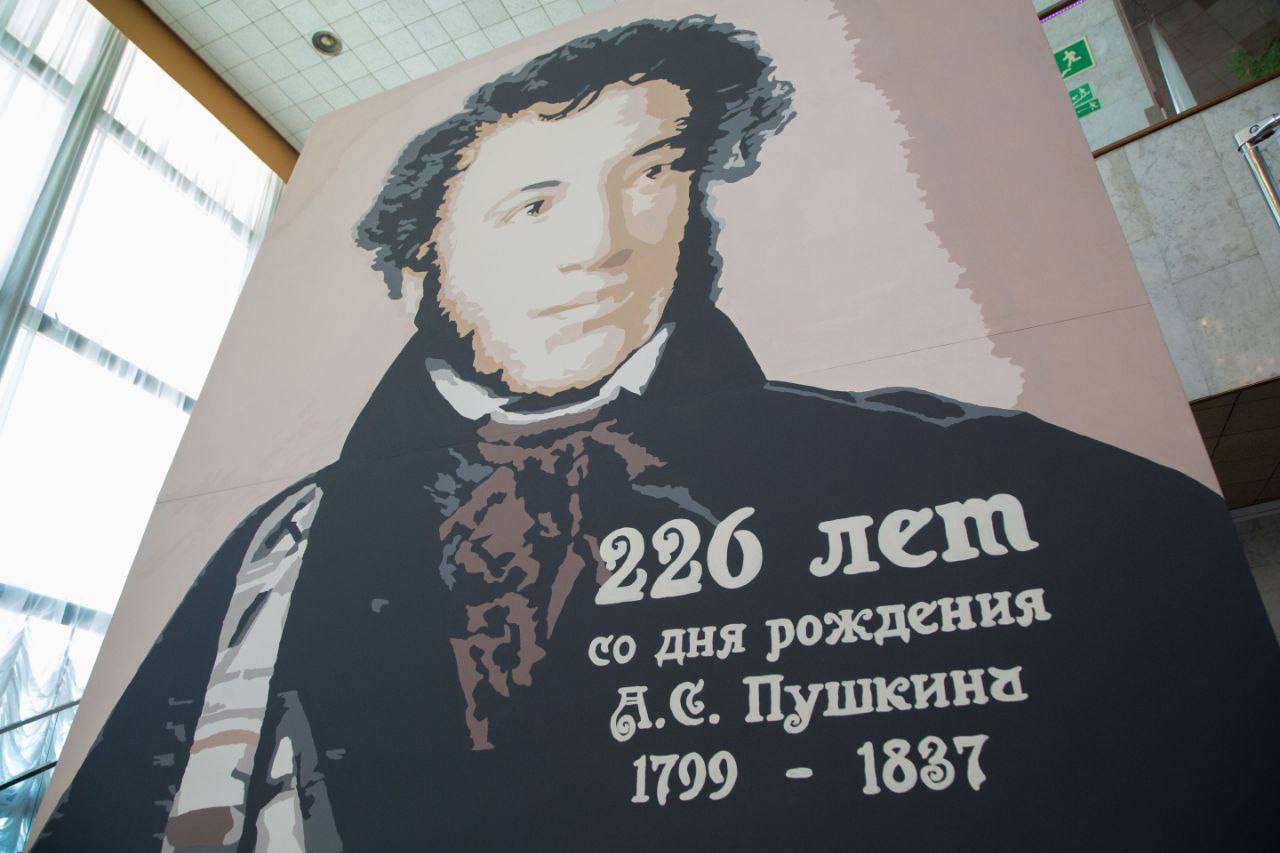 226 лет
со дня рождения
А.С. Пушкина
1799 - 1837